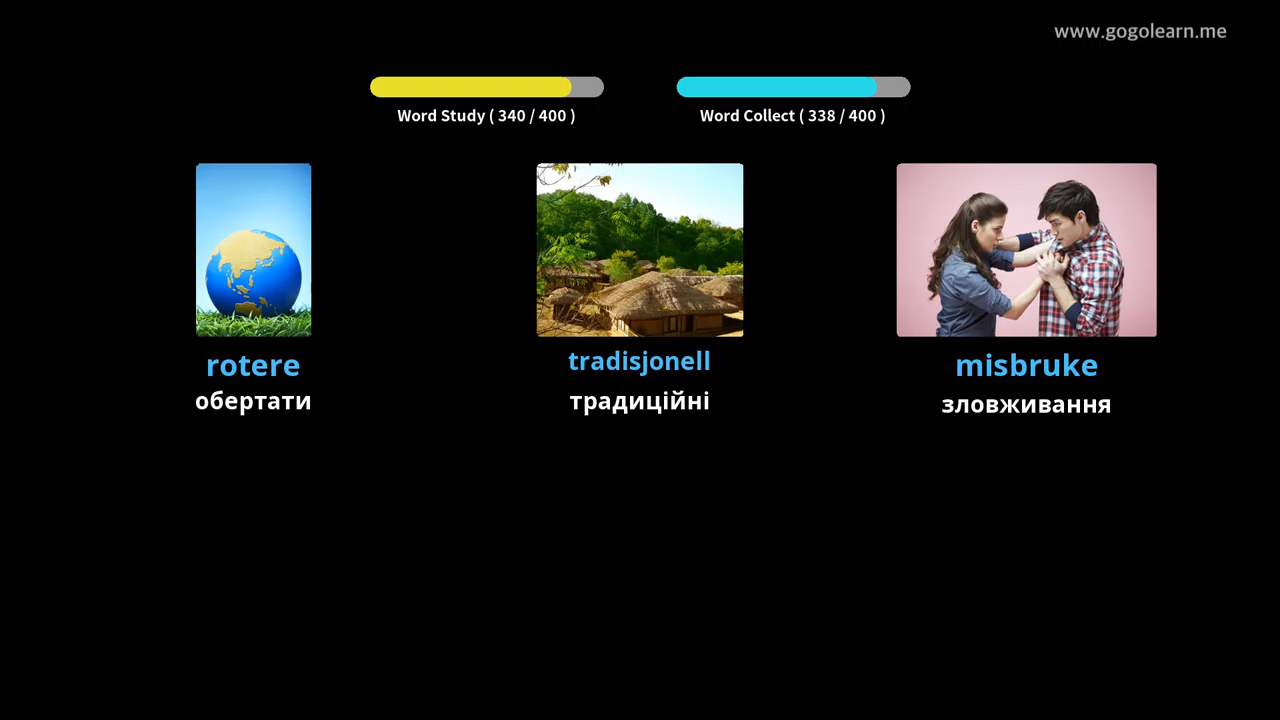 www.gogolearn.me
Word Study ( 340 / 400 )
Word Collect ( 338 / 400 )
rotere
tradisjonell
misbruke
обертати
традиційні
зловживання